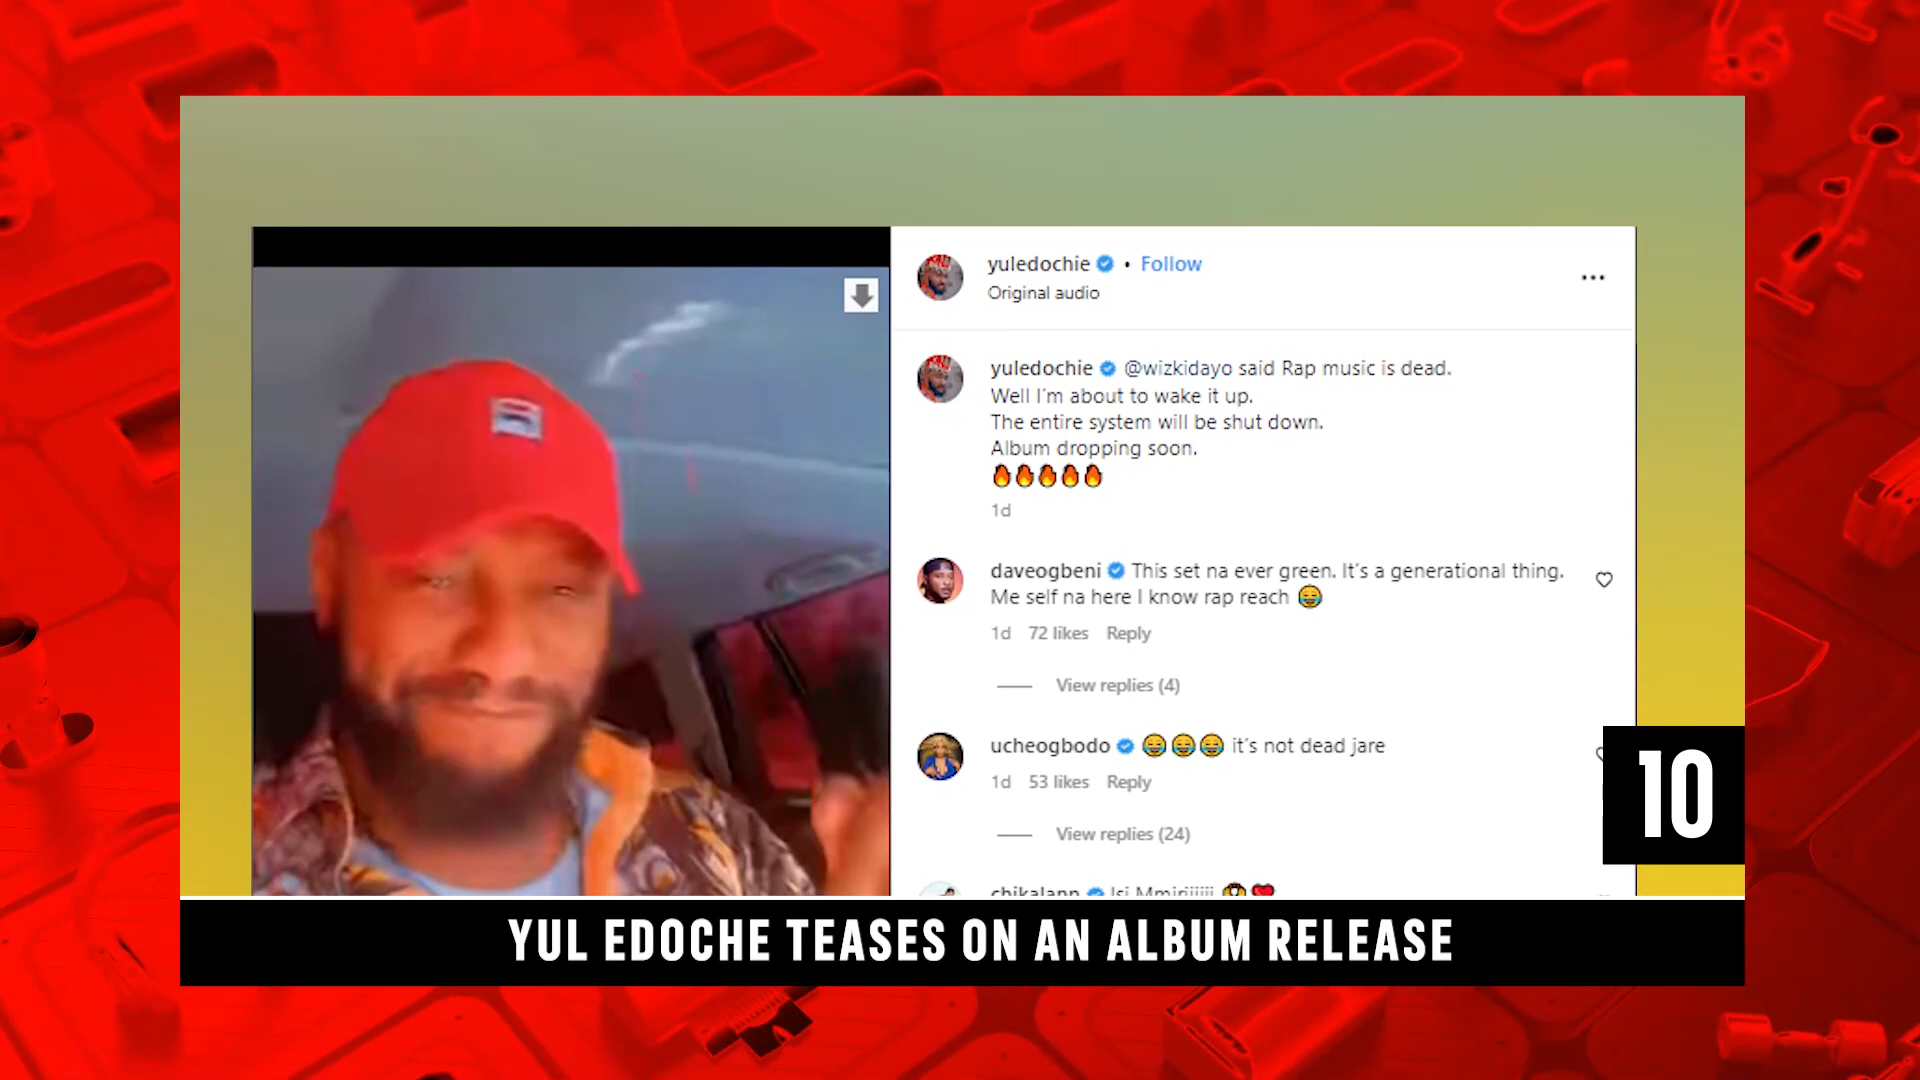 yuledochie • Follow
Original audio
yuledochie @wizkidayo said Rap music is dead.
Well I'm about to wake it up.
The entire system will be shut down.
Album dropping soon.
🔥🔥🔥🔥🔥
1d
daveogbeni This set na ever green. It's a generational thing.
Me self na here I know rap reach 😂
1d 72 likes Reply
View replies (4)
ucheogbodo 😂😂😂 it's not dead jare
1d 53 likes Reply
View replies (24)
10
YUL EDOCHE TEASES ON AN ALBUM RELEASE